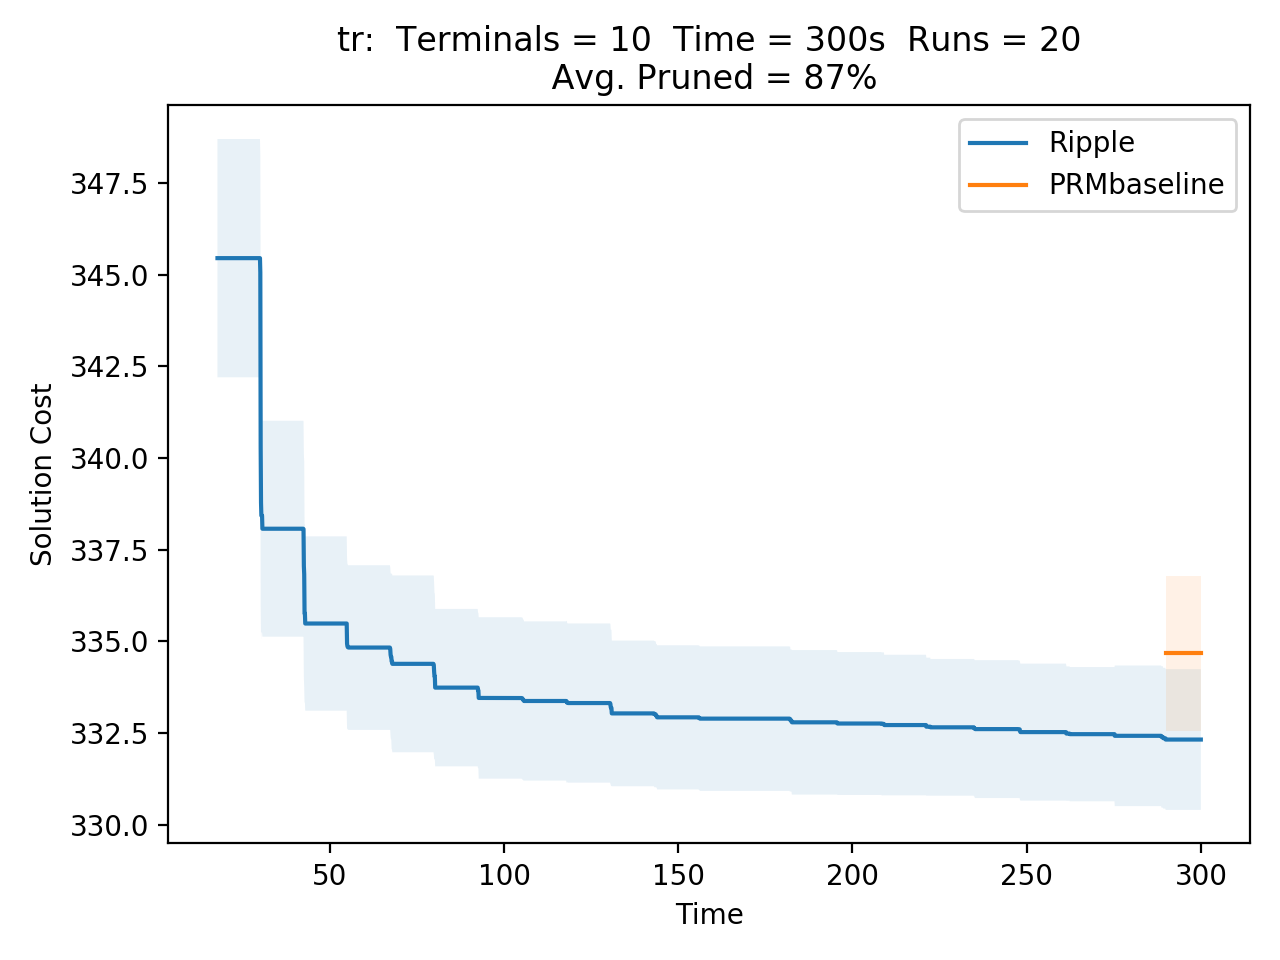 tr:  Terminals = 10  Time = 300s  Runs = 20
Avg. Pruned = 87%
Ripple
PRMbaseline
347.5
345.0
342.5
340.0
337.5
335.0
332.5
330.0
Solution Cost
50
100
150
200
250
300
Time